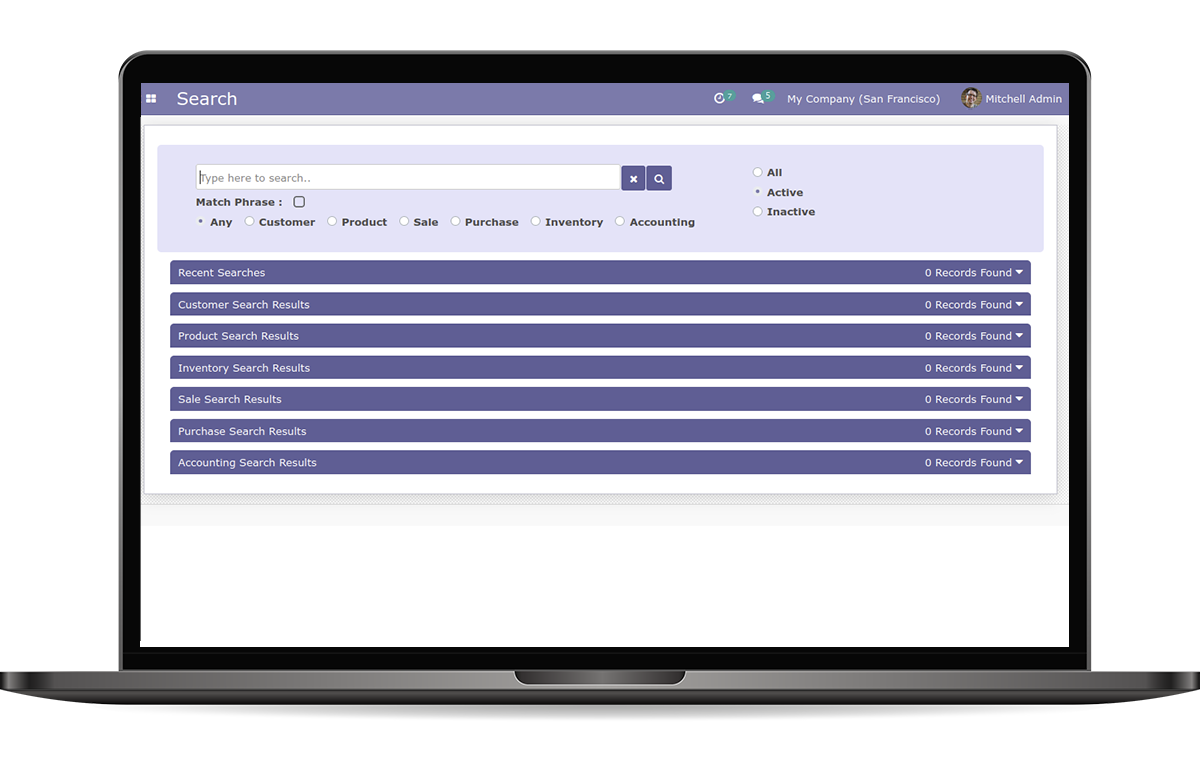 Search 7 5 My Company (San Francisco) Mitchell Admin
Type here to search.. All
Match Phrase : Active
Any Customer Product Sale Purchase Inventory Accounting Inactive
Recent Searches 0 Records Found
Customer Search Results 0 Records Found
Product Search Results 0 Records Found
Inventory Search Results 0 Records Found
Sale Search Results 0 Records Found
Purchase Search Results 0 Records Found
Accounting Search Results 0 Records Found